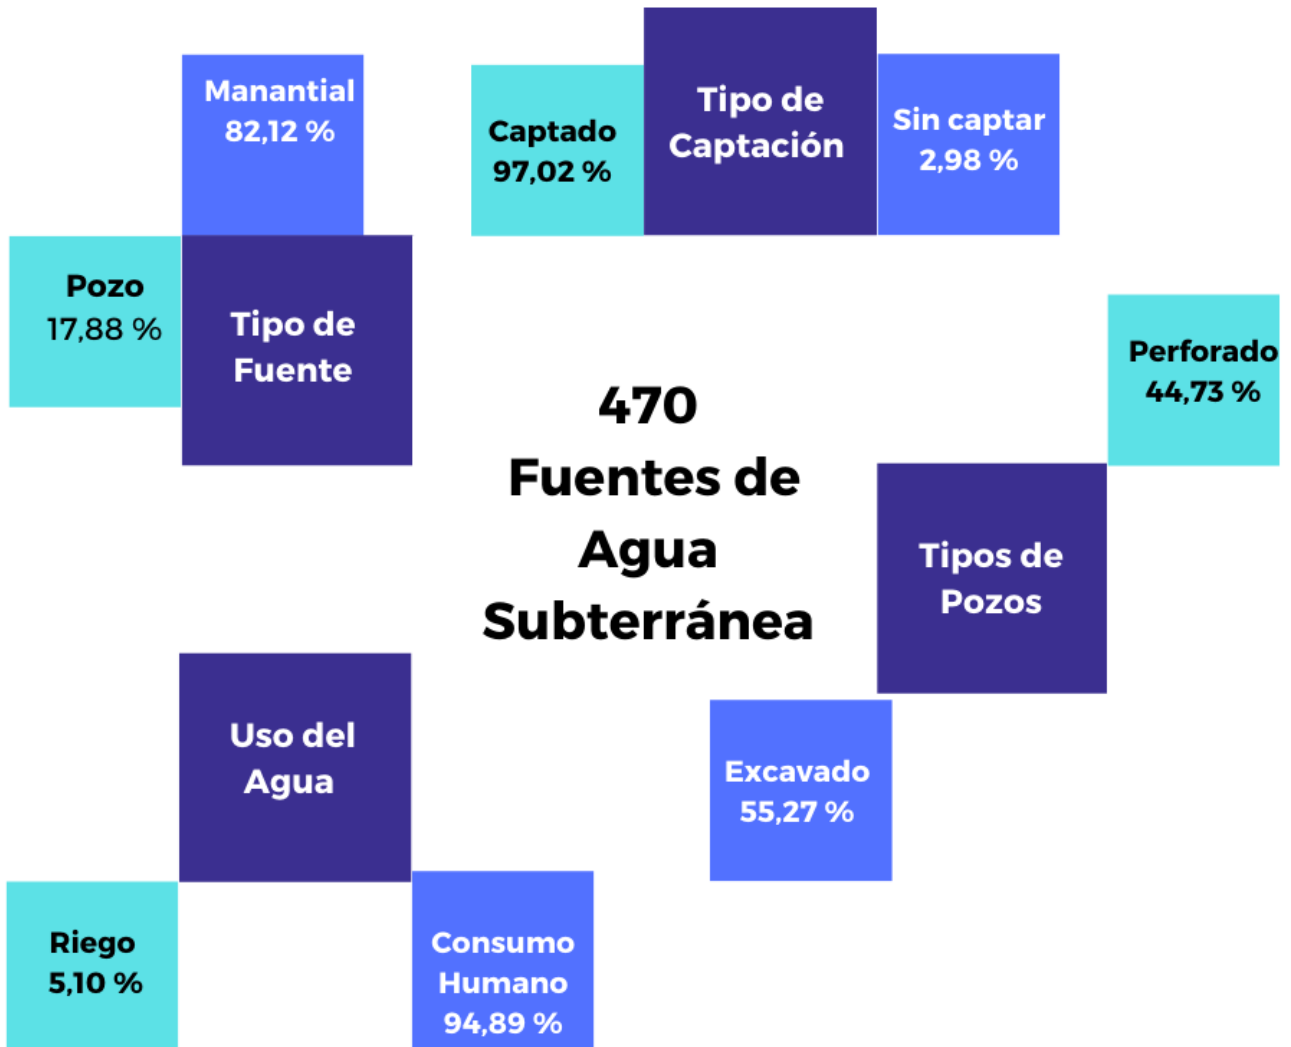 Manantial
82,12 %
Pozo
17,88 %
Tipo de
Fuente
Captado
97,02 %
Tipo de
Captación
Sin captar
2,98 %
470
Fuentes de
Agua
Subterránea
Perforado
44,73 %
Tipos de
Pozos
Excavado
55,27 %
Uso del
Agua
Riego
5,10 %
Consumo
Humano
94,89 %